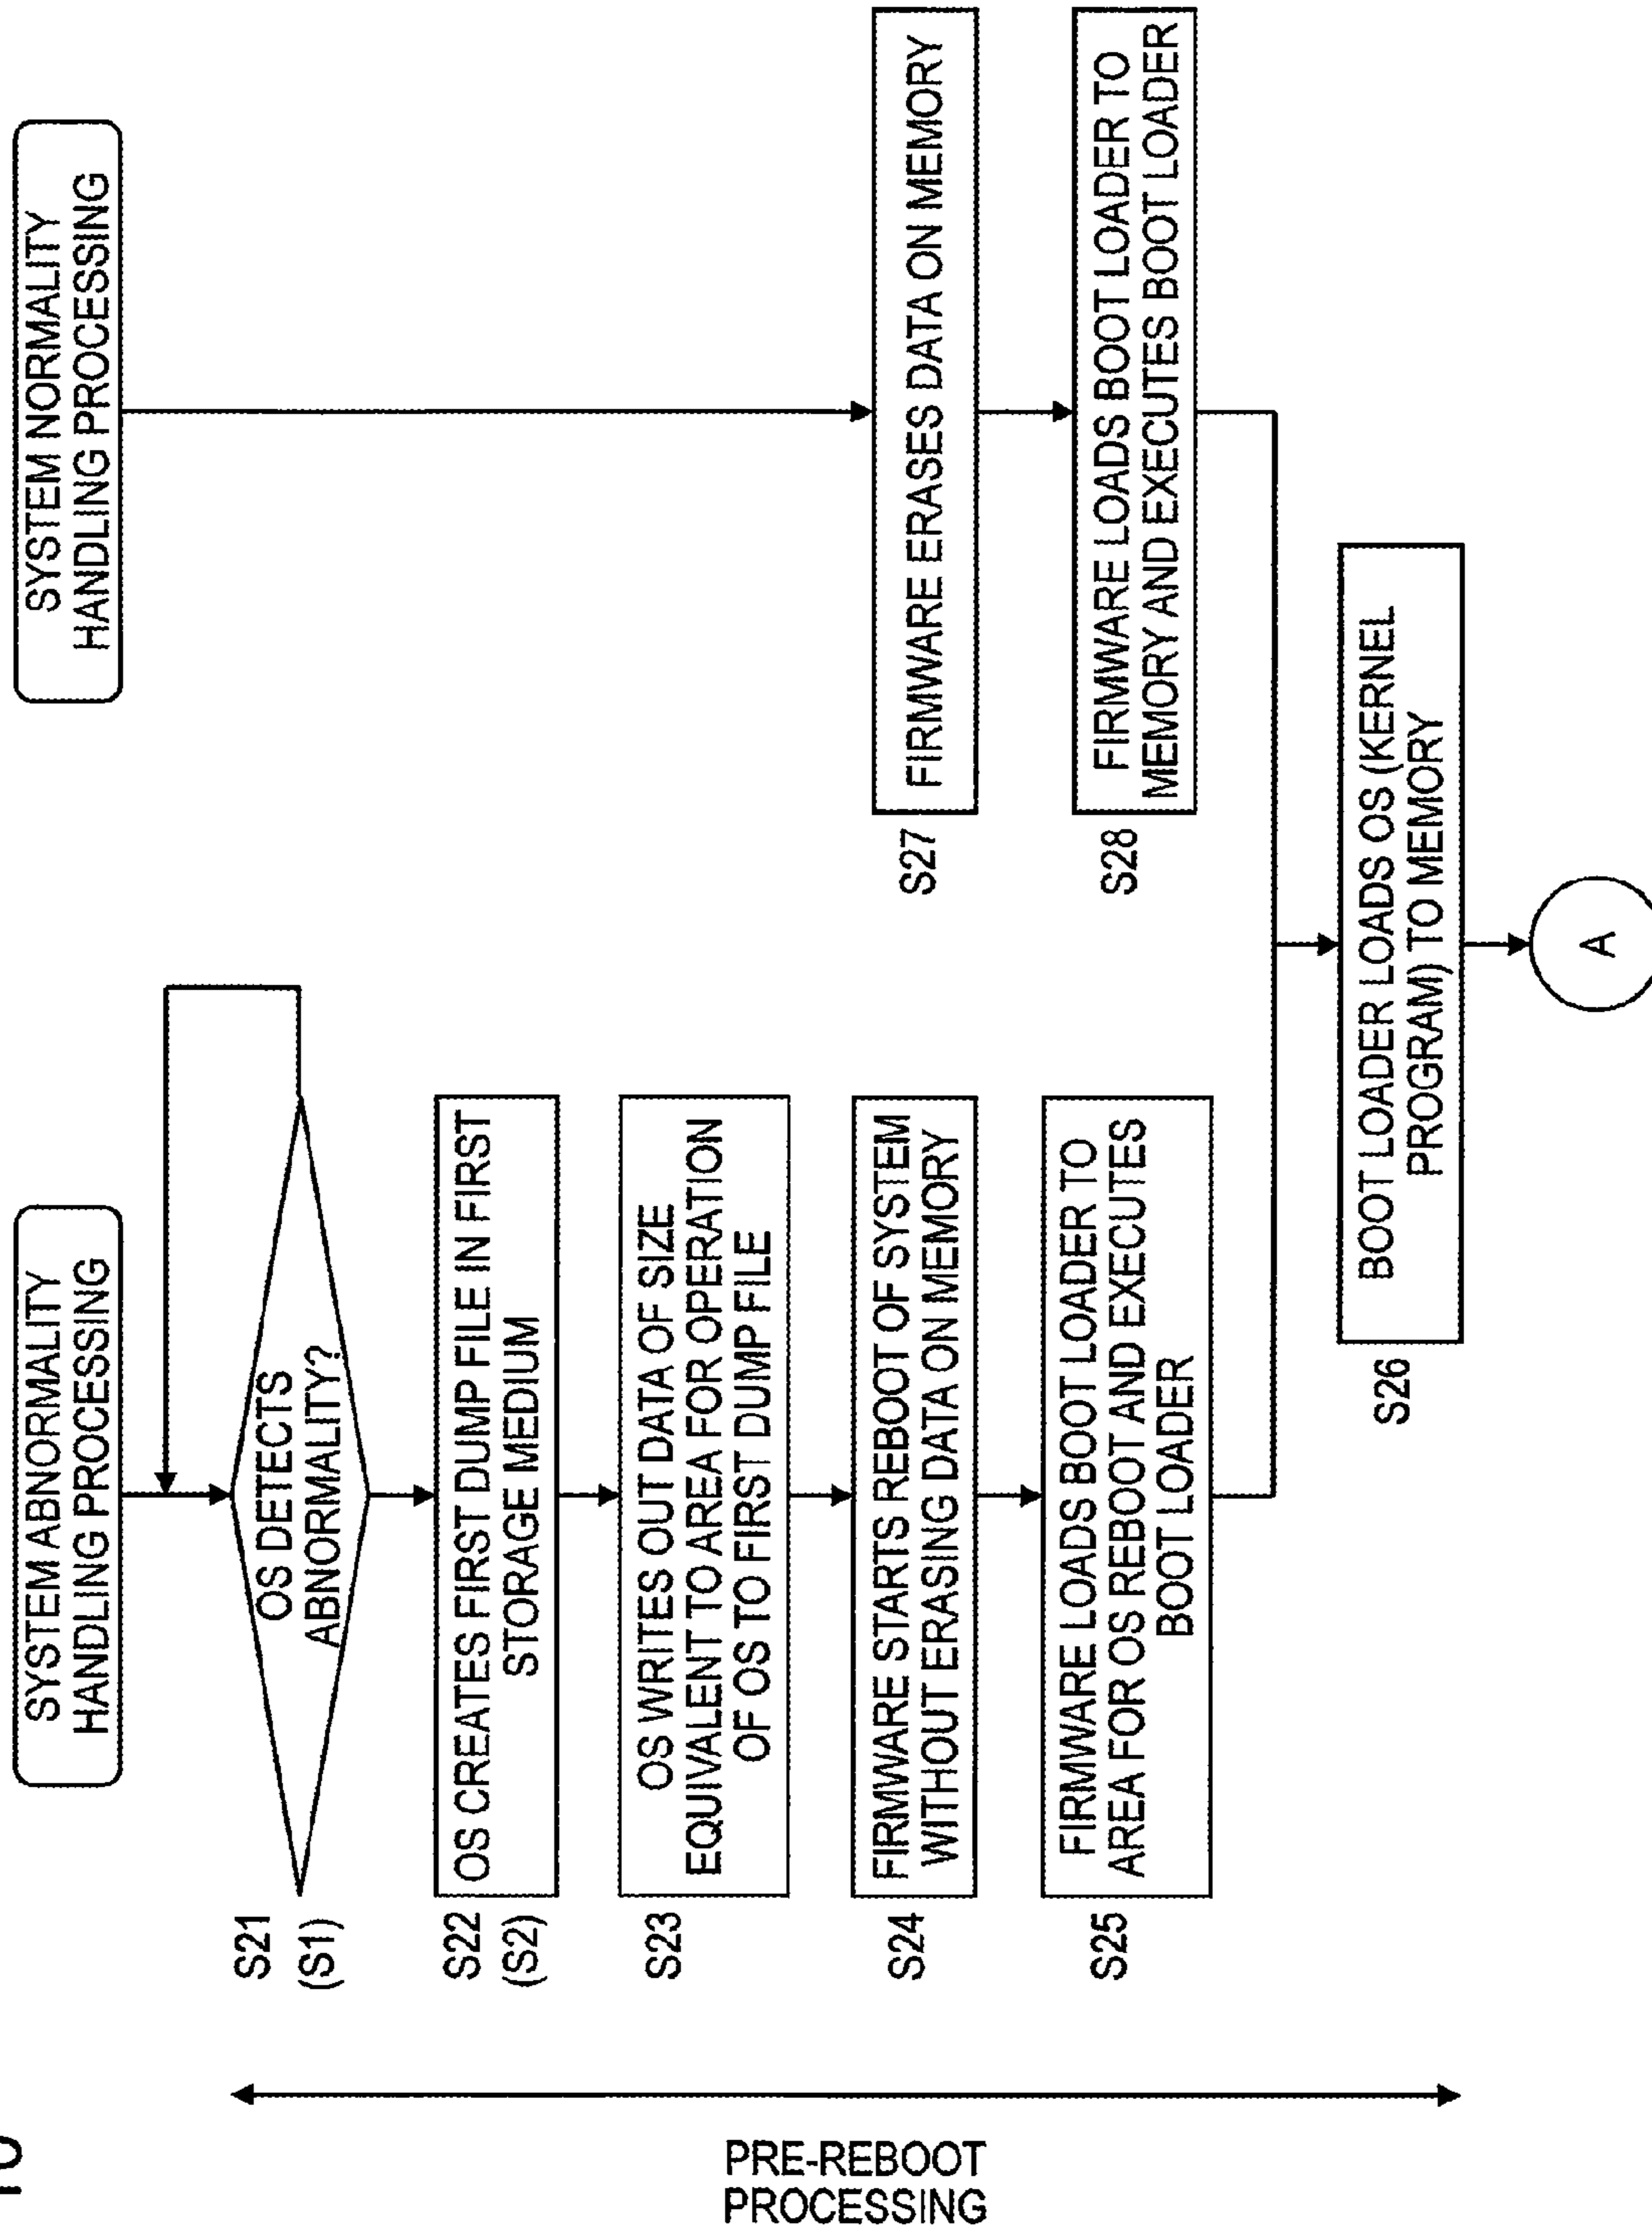 SYSTEM ABNORMALITY
HANDLING PROCESSING
S21
(S1)
OS DETECTS
ABNORMALITY?
S22
(S2)
OS CREATES FIRST DUMP FILE IN FIRST
STORAGE MEDIUM
S23
OS WRITES OUT DATA OF SIZE
EQUIVALENT TO AREA FOR OPERATION
OF OS TO FIRST DUMP FILE
S24
FIRMWARE STARTS REBOOT OF SYSTEM
WITHOUT ERASING DATA ON MEMORY
S25
FIRMWARE LOADS BOOT LOADER TO
AREA FOR OS REBOOT AND EXECUTES
BOOT LOADER
SYSTEM NORMALITY
HANDLING PROCESSING
S27
FIRMWARE ERASES DATA ON MEMORY
S28
FIRMWARE LOADS BOOT LOADER TO
MEMORY AND EXECUTES BOOT LOADER
S26
BOOT LOADER LOADS OS (KERNEL
PROGRAM) TO MEMORY
A
PRE-REBOOT
PROCESSING